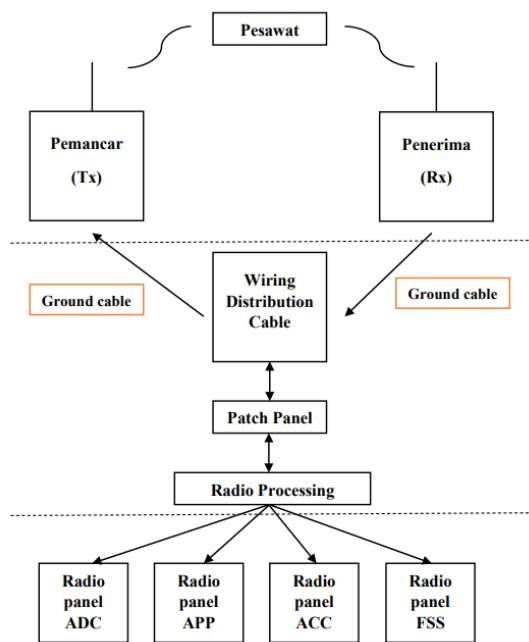 Pesawat
Pemancar
(Tx)
Penerima
(Rx)
Ground cable
Wiring
Distribution
Cable
Ground cable
Patch Panel
Radio Processing
Radio
panel
ADC
Radio
panel
APP
Radio
panel
ACC
Radio
panel
FSS